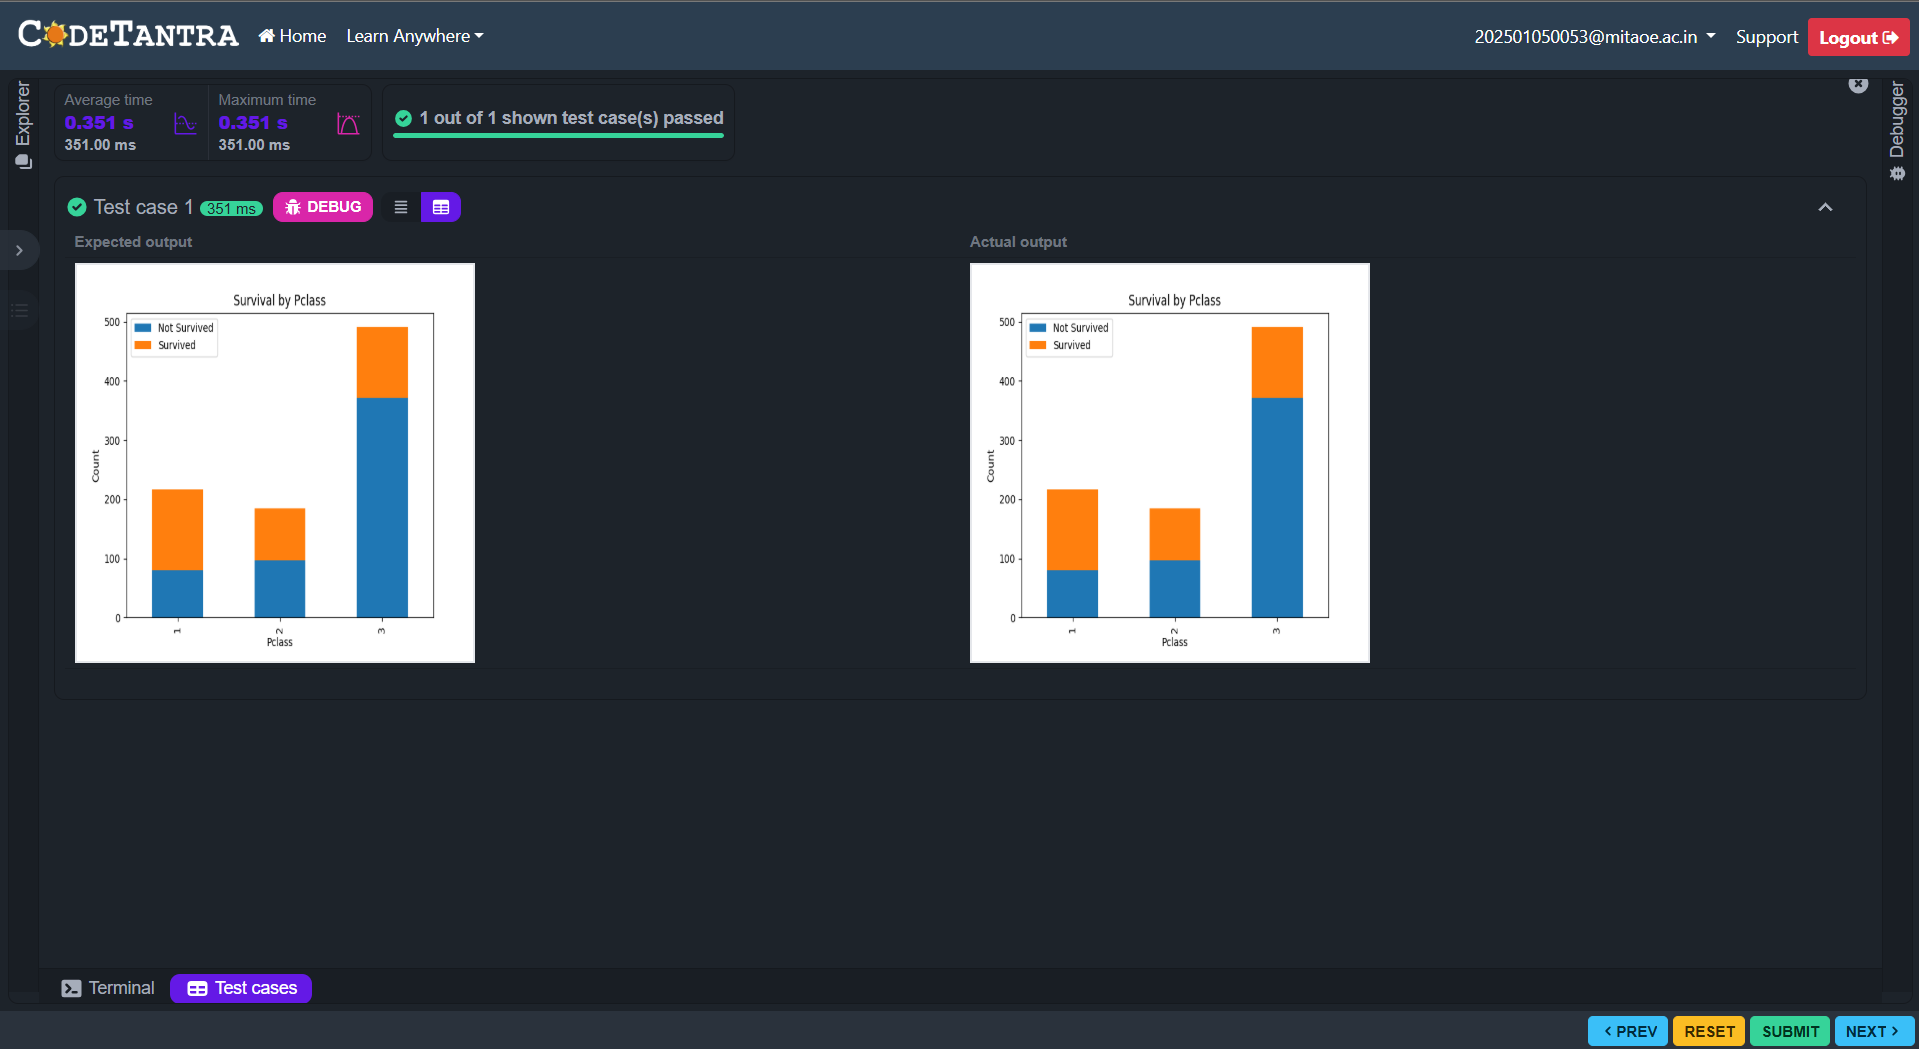 CODETANTRA Home Learn Anywhere 202501050053@mitaoe.ac.in Support Logout
Explorer
Average time
0.351 s
351.00 ms
Maximum time
0.351 s
351.00 ms
1 out of 1 shown test case(s) passed
Debugger
Test case 1 351 ms DEBUG
Expected output
Survival by Pclass
Not Survived
Survived
500
400
300
200
100
0
Count
1 2 3
Pclass
Actual output
Survival by Pclass
Not Survived
Survived
500
400
300
200
100
0
Count
1 2 3
Pclass
Terminal Test cases
PREV RESET SUBMIT NEXT